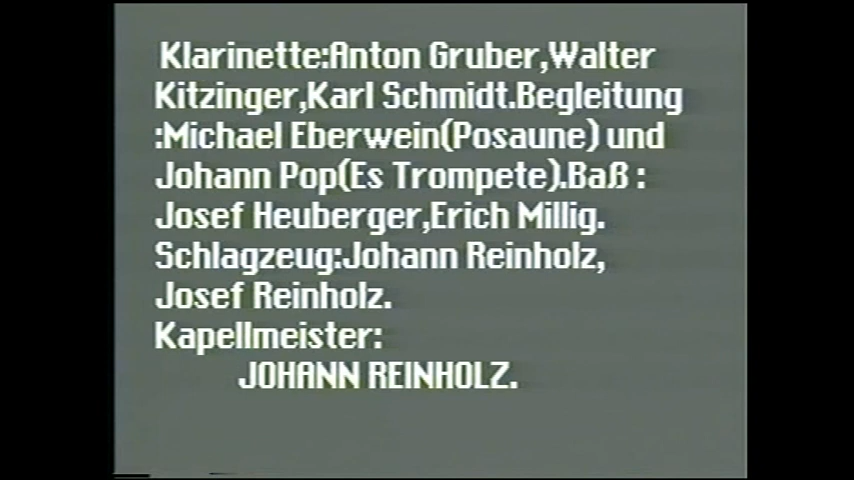 Klarinette:Anton Gruber,Walter
Kitzinger,Karl Schmidt.Begleitung
:Michael Eberwein(Posaune) und
Johann Pop(Es Trompete).Baß :
Josef Heuberger,Erich Millig.
Schlagzeug:Johann Reinholz,
Josef Reinholz.
Kapellmeister:
JOHANN REINHOLZ.